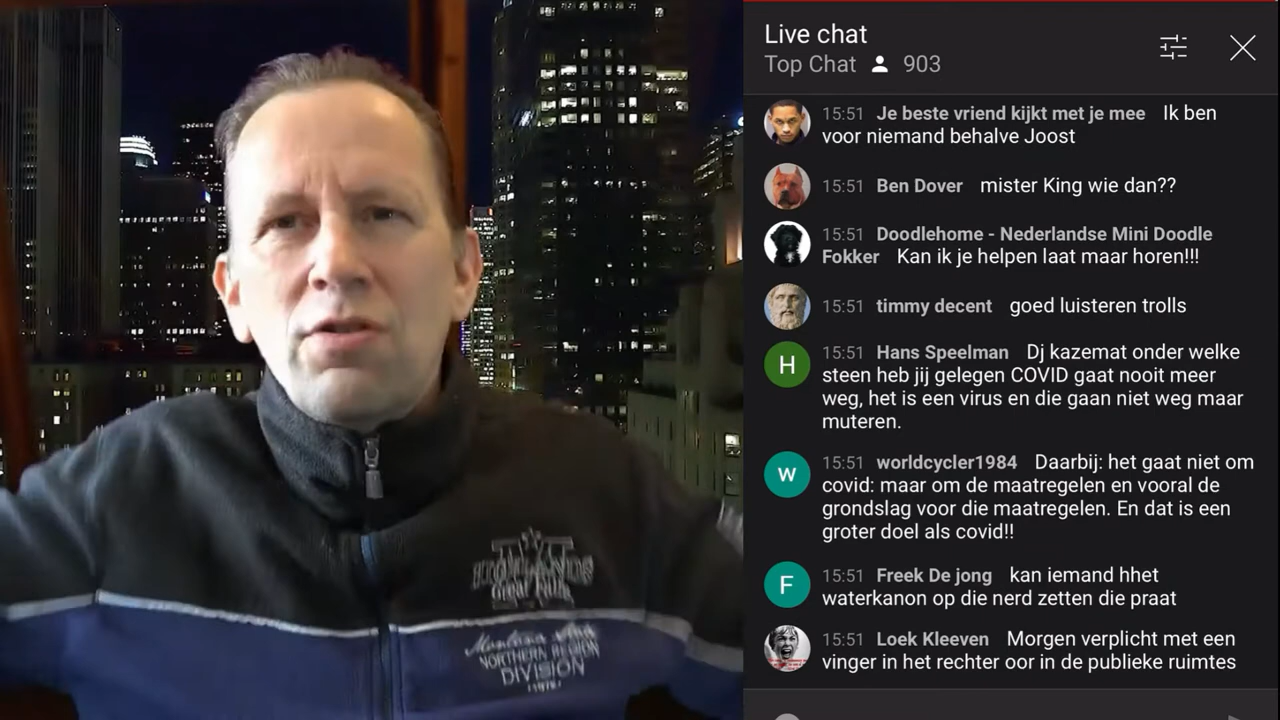 Live chat
Top Chat 903
15:51 Je beste vriend kijkt met je mee Ik ben
voor niemand behalve Joost
15:51 Ben Dover mister King wie dan??
15:51 Doodlehome - Nederlandse Mini Doodle
Fokker Kan ik je helpen laat maar horen!!!
15:51 timmy decent goed luisteren trolls
H
15:51 Hans Speelman Dj kazemat onder welke
steen heb jij gelegen COVID gaat nooit meer
weg, het is een virus en die gaan niet weg maar
muteren.
w
15:51 worldcycler1984 Daarbij: het gaat niet om
covid: maar om de maatregelen en vooral de
grondslag voor die maatregelen. En dat is een
groter doel als covid!!
F
15:51 Freek De jong kan iemand hhet
waterkanon op die nerd zetten die praat
15:51 Loek Kleeven Morgen verplicht met een
vinger in het rechter oor in de publieke ruimtes
NORTHERN REGION
DIVISION